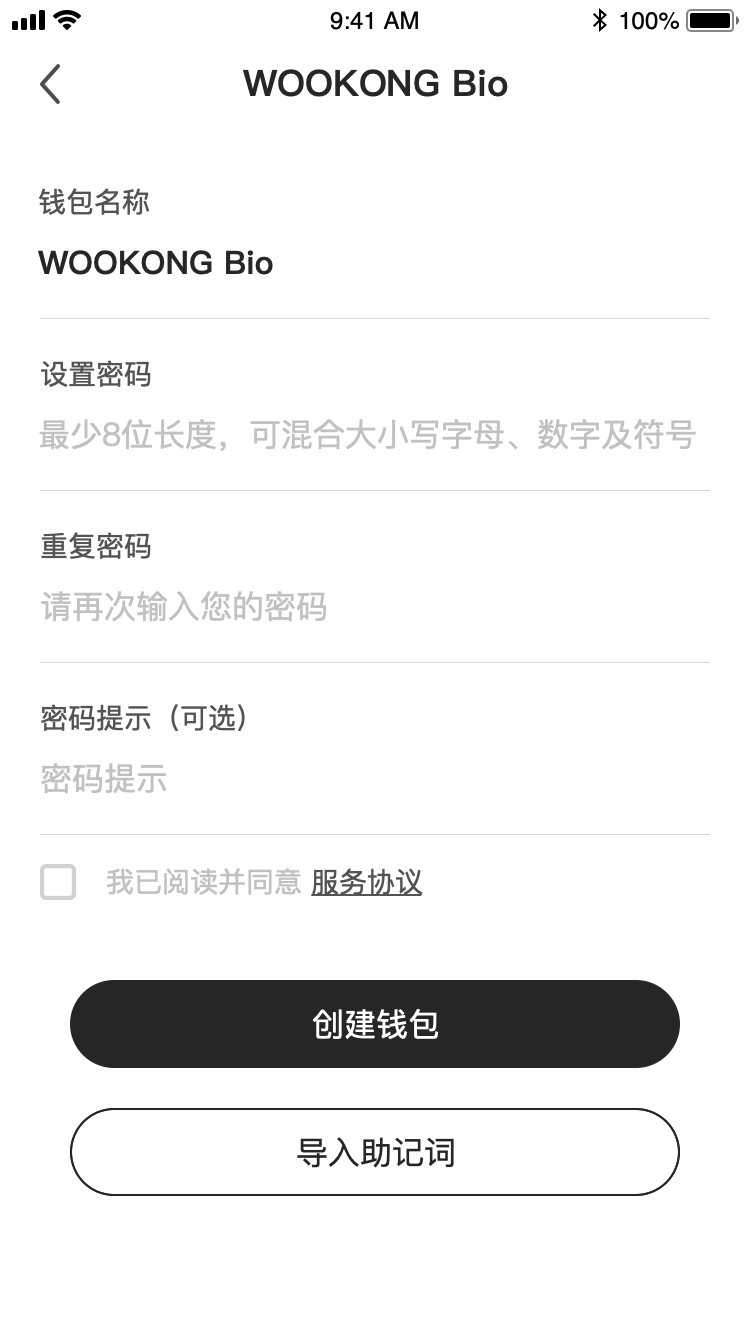 9:41 AM 100%
WOOKONG Bio
钱包名称
WOOKONG Bio
设置密码
最少8位长度，可混合大小写字母、数字及符号
重复密码
请再次输入您的密码
密码提示（可选）
密码提示
我已阅读并同意 服务协议
创建钱包
导入助记词